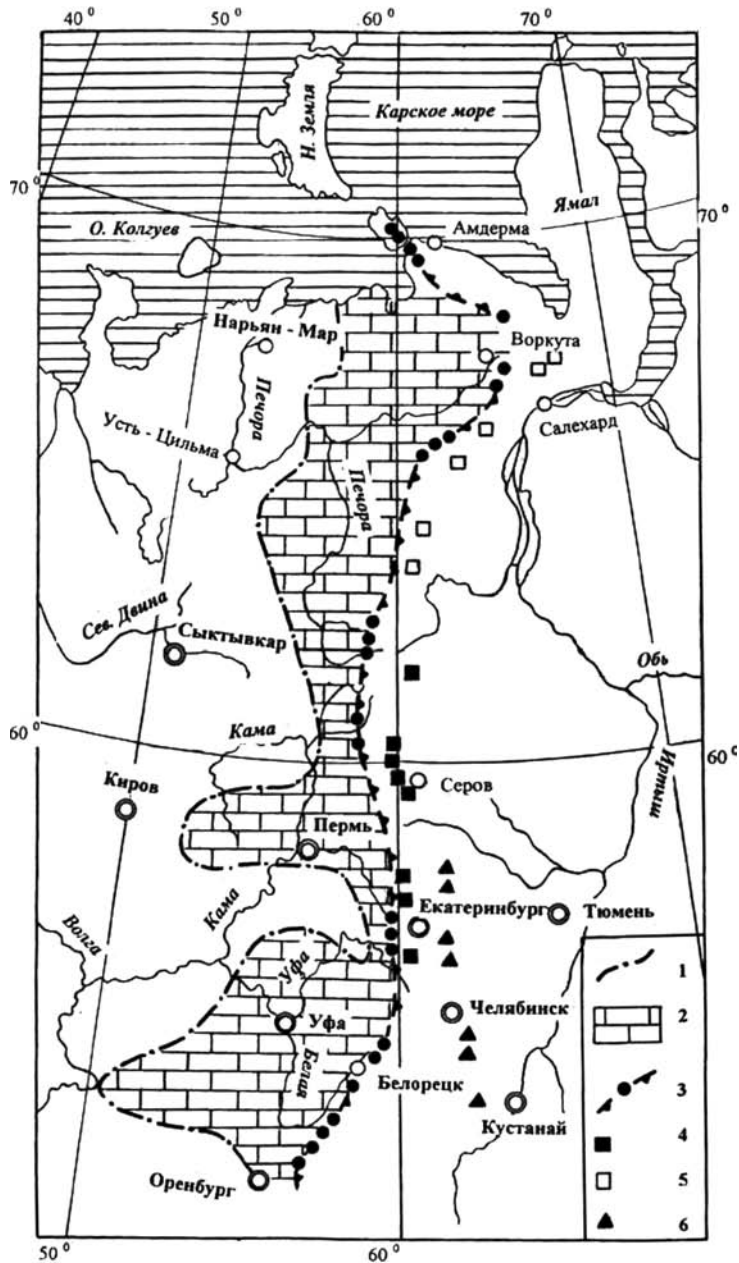 40 °
50 °
60 °
70 °
Н. Земля
Карское море
70 °
Ямал
70 °
О. Колгуев
Амдерма
Нарьян - Мар
Воркута
Печора
Усть - Цильма
Салехард
Печора
Сев. Двина
Сыктывкар
Обь
Кама
60 °
60 °
Киров
Серов
Иртыш
Пермь
Кама
Екатеринбург
Тюмень
Волга
Уфа
1
Челябинск
2
Уфа
Белая
Белорецк
3
Кустанай
4
Оренбург
5
6
50 °
60 °